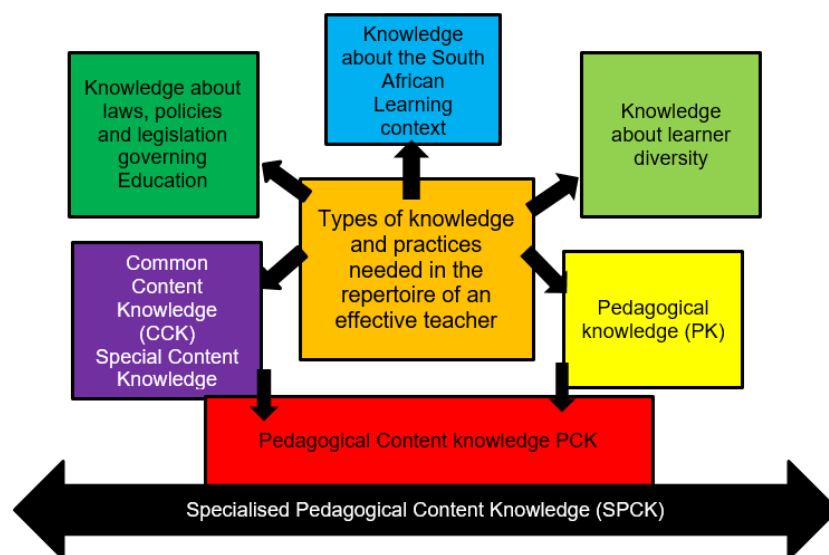 Knowledge
about the South
African
Learning
context
Knowledge about
laws, policies
and legislation
governing
Education
Knowledge
about learner
diversity
Types of knowledge
and practices
needed in the
repertoire of an
effective teacher
Common
Content
Knowledge
(CCK)
Special Content
Knowledge
Pedagogical
knowledge (PK)
Pedagogical Content knowledge PCK
Specialised Pedagogical Content Knowledge (SPCK)